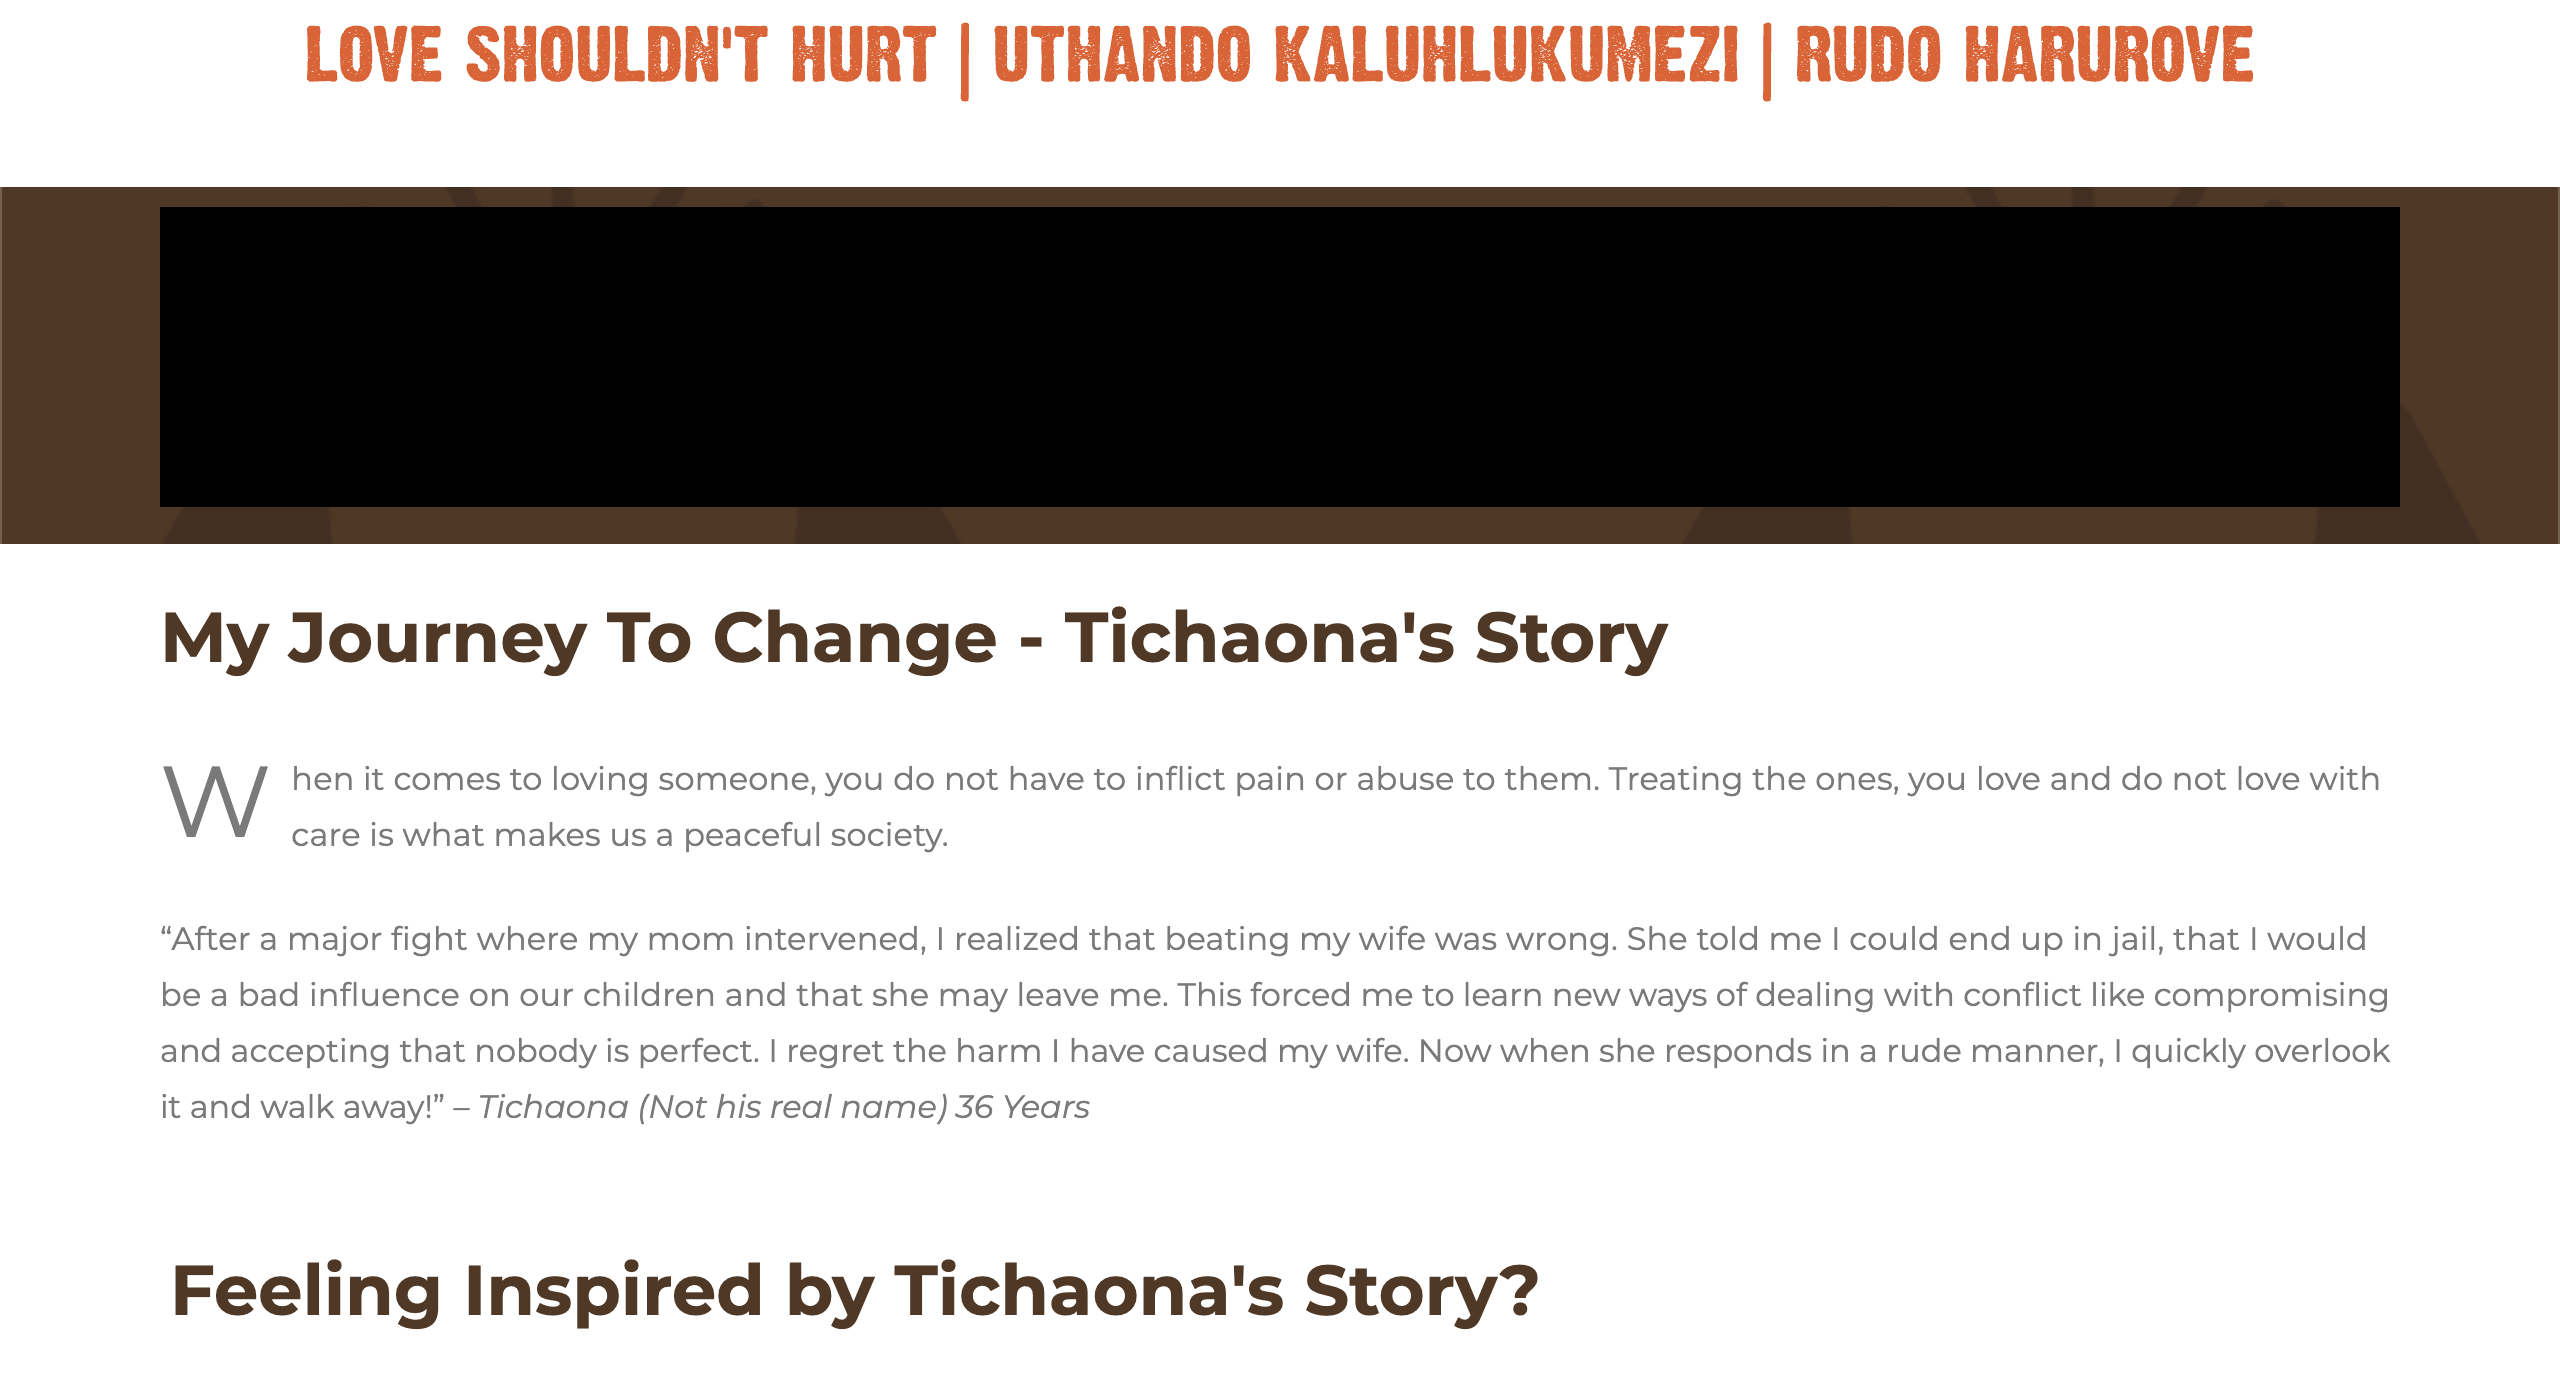 LOVE SHOULDN'T HURT | UTHANDO KALUHLUKUMEZI | RUDO HARUROVE
My Journey To Change - Tichaona's Story
When it comes to loving someone, you do not have to inflict pain or abuse to them. Treating the ones, you love and do not love with
care is what makes us a peaceful society.
“After a major fight where my mom intervened, I realized that beating my wife was wrong. She told me I could end up in jail, that I would
be a bad influence on our children and that she may leave me. This forced me to learn new ways of dealing with conflict like compromising
and accepting that nobody is perfect. I regret the harm I have caused my wife. Now when she responds in a rude manner, I quickly overlook
it and walk away!” – Tichaona (Not his real name) 36 Years
Feeling Inspired by Tichaona's Story?